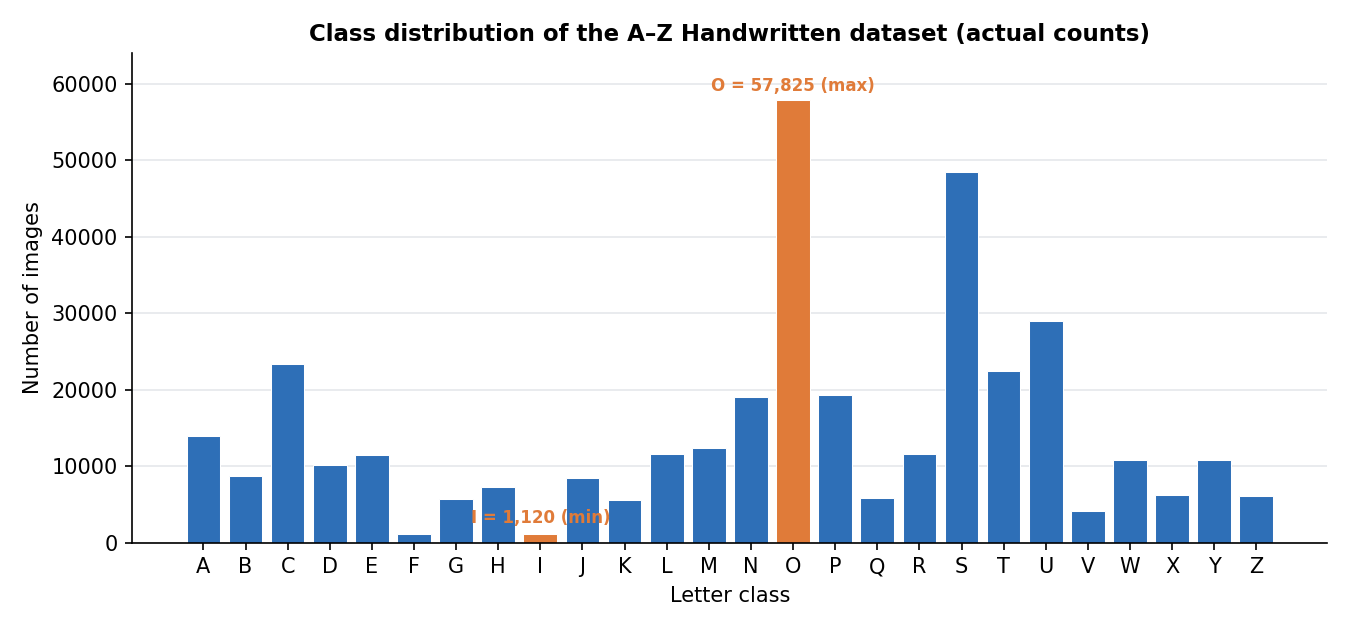 Class distribution of the A–Z Handwritten dataset (actual counts)
60000
50000
40000
30000
20000
10000
0
Number of images
O = 57,825 (max)
I = 1,120 (min)
A B C D E F G H I J K L M N O P Q R S T U V W X Y Z
Letter class